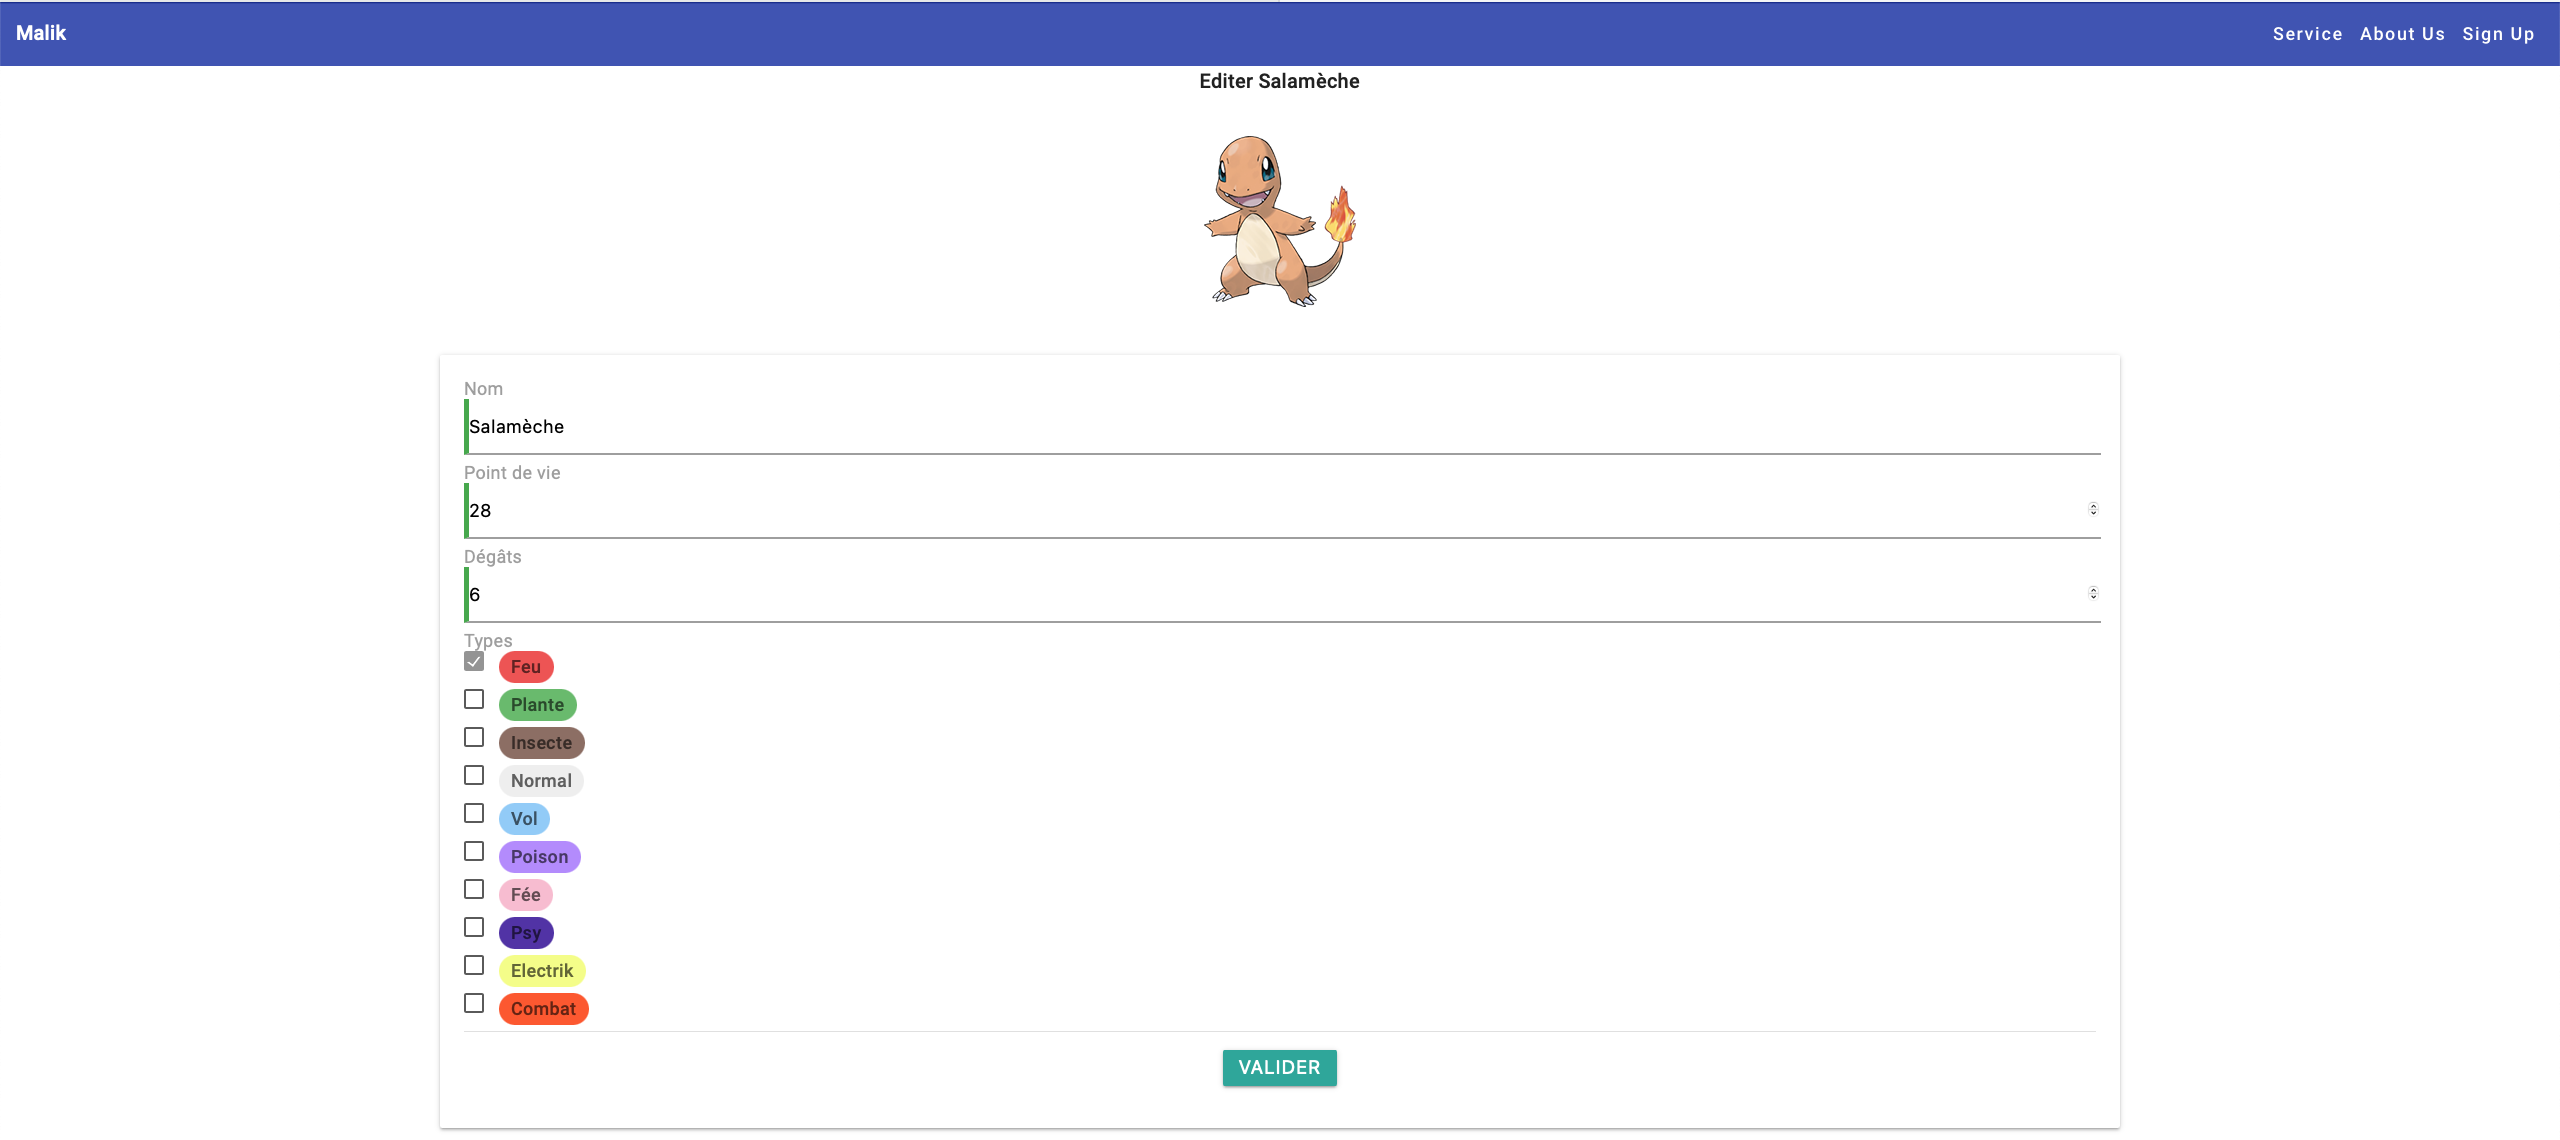 Malik
Service About Us Sign Up
Editer Salamèche
Nom
Salamèche
Point de vie
28
Dégâts
6
Types
Feu
Plante
Insecte
Normal
Vol
Poison
Fée
Psy
Electrik
Combat
VALIDER